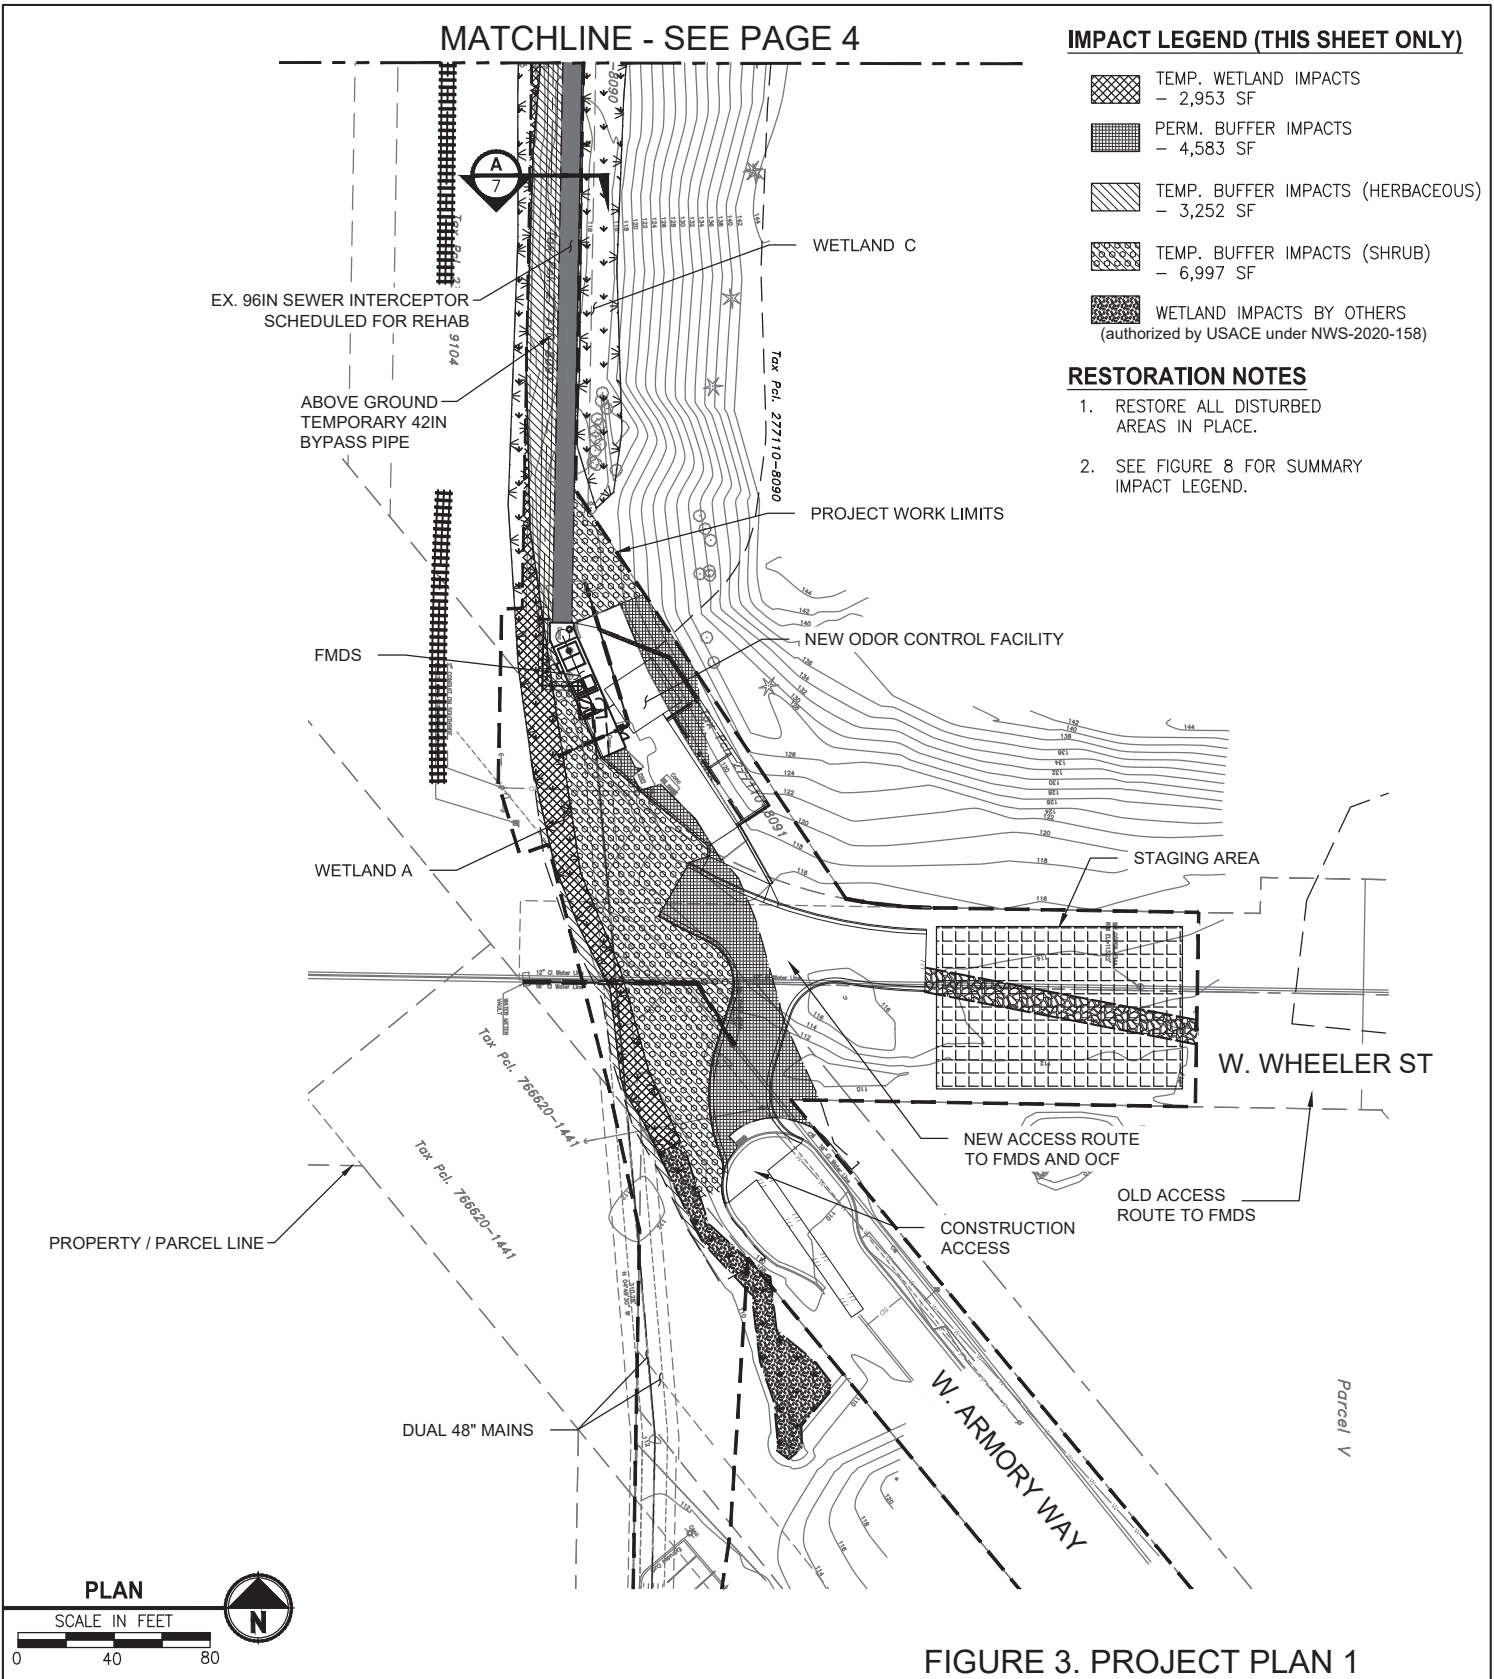 MATCHLINE - SEE PAGE 4
IMPACT LEGEND (THIS SHEET ONLY)
TEMP. WETLAND IMPACTS
- 2,953 SF
PERM. BUFFER IMPACTS
- 4,583 SF
TEMP. BUFFER IMPACTS (HERBACEOUS)
- 3,252 SF
TEMP. BUFFER IMPACTS (SHRUB)
- 6,997 SF
WETLAND IMPACTS BY OTHERS
(authorized by USACE under NWS-2020-158)
RESTORATION NOTES
1. RESTORE ALL DISTURBED
AREAS IN PLACE.
2. SEE FIGURE 8 FOR SUMMARY
IMPACT LEGEND.
A
7
WETLAND C
EX. 96IN SEWER INTERCEPTOR
SCHEDULED FOR REHAB
9104
ABOVE GROUND
TEMPORARY 42IN
BYPASS PIPE
Tax Pcl. 277110-8090
PROJECT WORK LIMITS
NEW ODOR CONTROL FACILITY
FMDS
WETLAND A
STAGING AREA
12" CI Water Line
W. WHEELER ST
Tax Pcl. 766620-1441
Tax Pcl. 766620-1441
NEW ACCESS ROUTE
TO FMDS AND OCF
OLD ACCESS
ROUTE TO FMDS
CONSTRUCTION
ACCESS
PROPERTY / PARCEL LINE
DUAL 48" MAINS
W. ARMORY WAY
Parcel V
PLAN
SCALE IN FEET
0 40 80
N
FIGURE 3. PROJECT PLAN 1